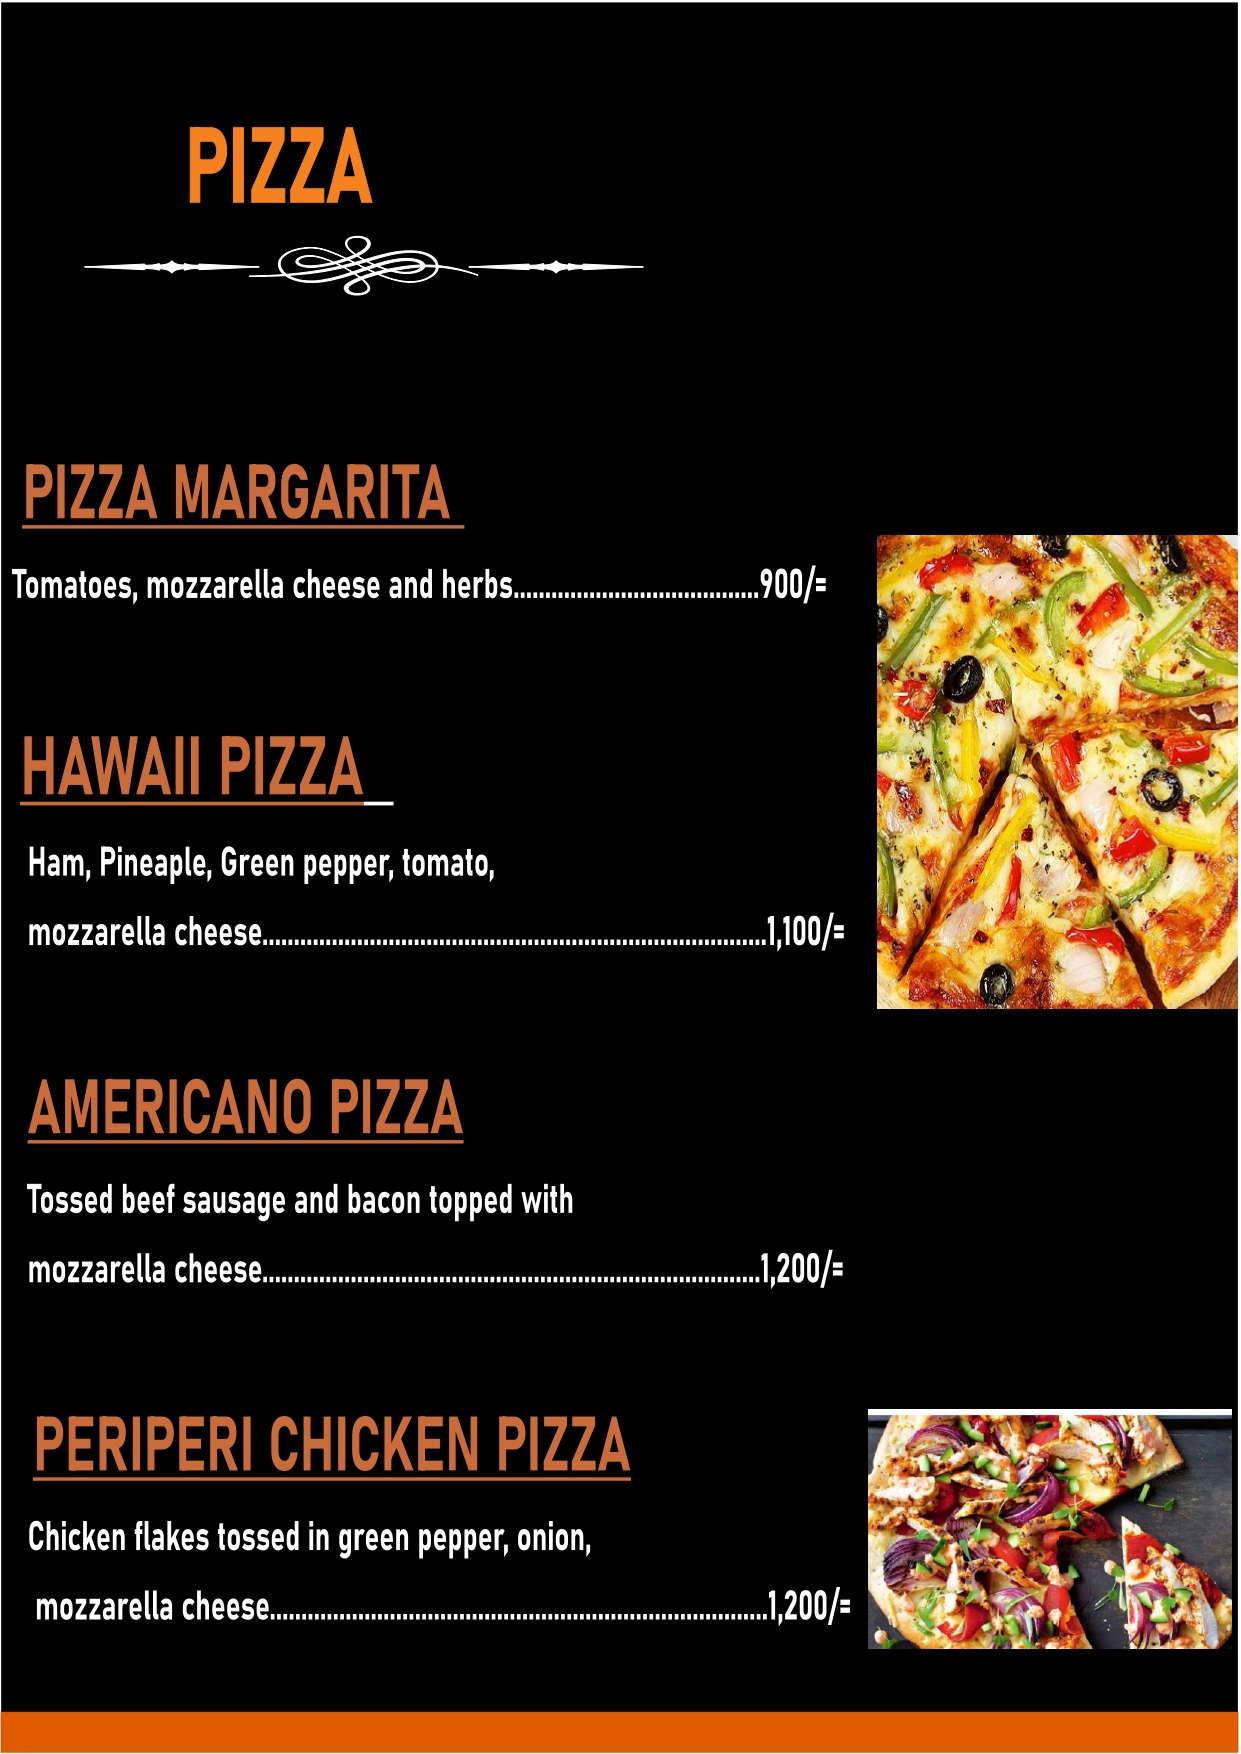 PIZZA
PIZZA MARGARITA
Tomatoes, mozzarella cheese and herbs.......................................900/=
HAWAII PIZZA
Ham, Pineaple, Green pepper, tomato,
mozzarella cheese................................................................................1,100/=
AMERICANO PIZZA
Tossed beef sausage and bacon topped with
mozzarella cheese...............................................................................1,200/=
PERIPERI CHICKEN PIZZA
Chicken flakes tossed in green pepper, onion,
mozzarella cheese...............................................................................1,200/=